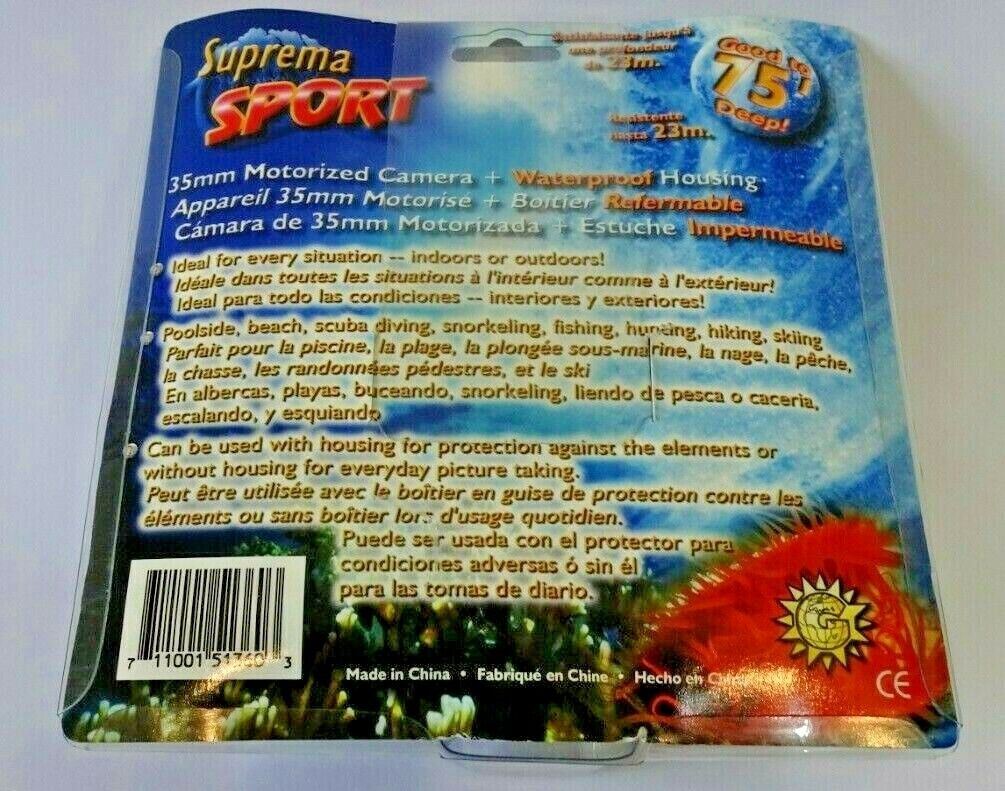 Suprema
SPORT
une profondeur
de 23m.
Good to
75'
Deep!
Resistente
hasta 23m.
35mm Motorized Camera + Waterproof Housing
Appareil 35mm Motorise + Boitier Refermable
Cámara de 35mm Motorizada + Estuche Impermeable
Ideal for every situation -- indoors or outdoors!
Idéale dans toutes les situations à l'intérieur comme à l'extérieur!
Ideal para todo las condiciones -- interiores y exteriores!
Poolside, beach, scuba diving, snorkeling, fishing, hunting, hiking, skiing
Parfait pour la piscine, la plage, la plongée sous-marine, la nage, la pêche,
la chasse, les randonnées pédestres, et le ski
En albercas, playas, buceando, snorkeling, liendo de pesca o caceria,
escalando, y esquiando
Can be used with housing for protection against the elements or
without housing for everyday picture taking.
Peut être utilisée avec le boîtier en guise de protection contre les
éléments ou sans boîtier lors d'usage quotidien.
Puede ser usada con el protector para
condiciones adversas ó sin él
para las tomas de diario.
7 11001 51360 3
Made in China • Fabriqué en Chine • Hecho en China
G
CE